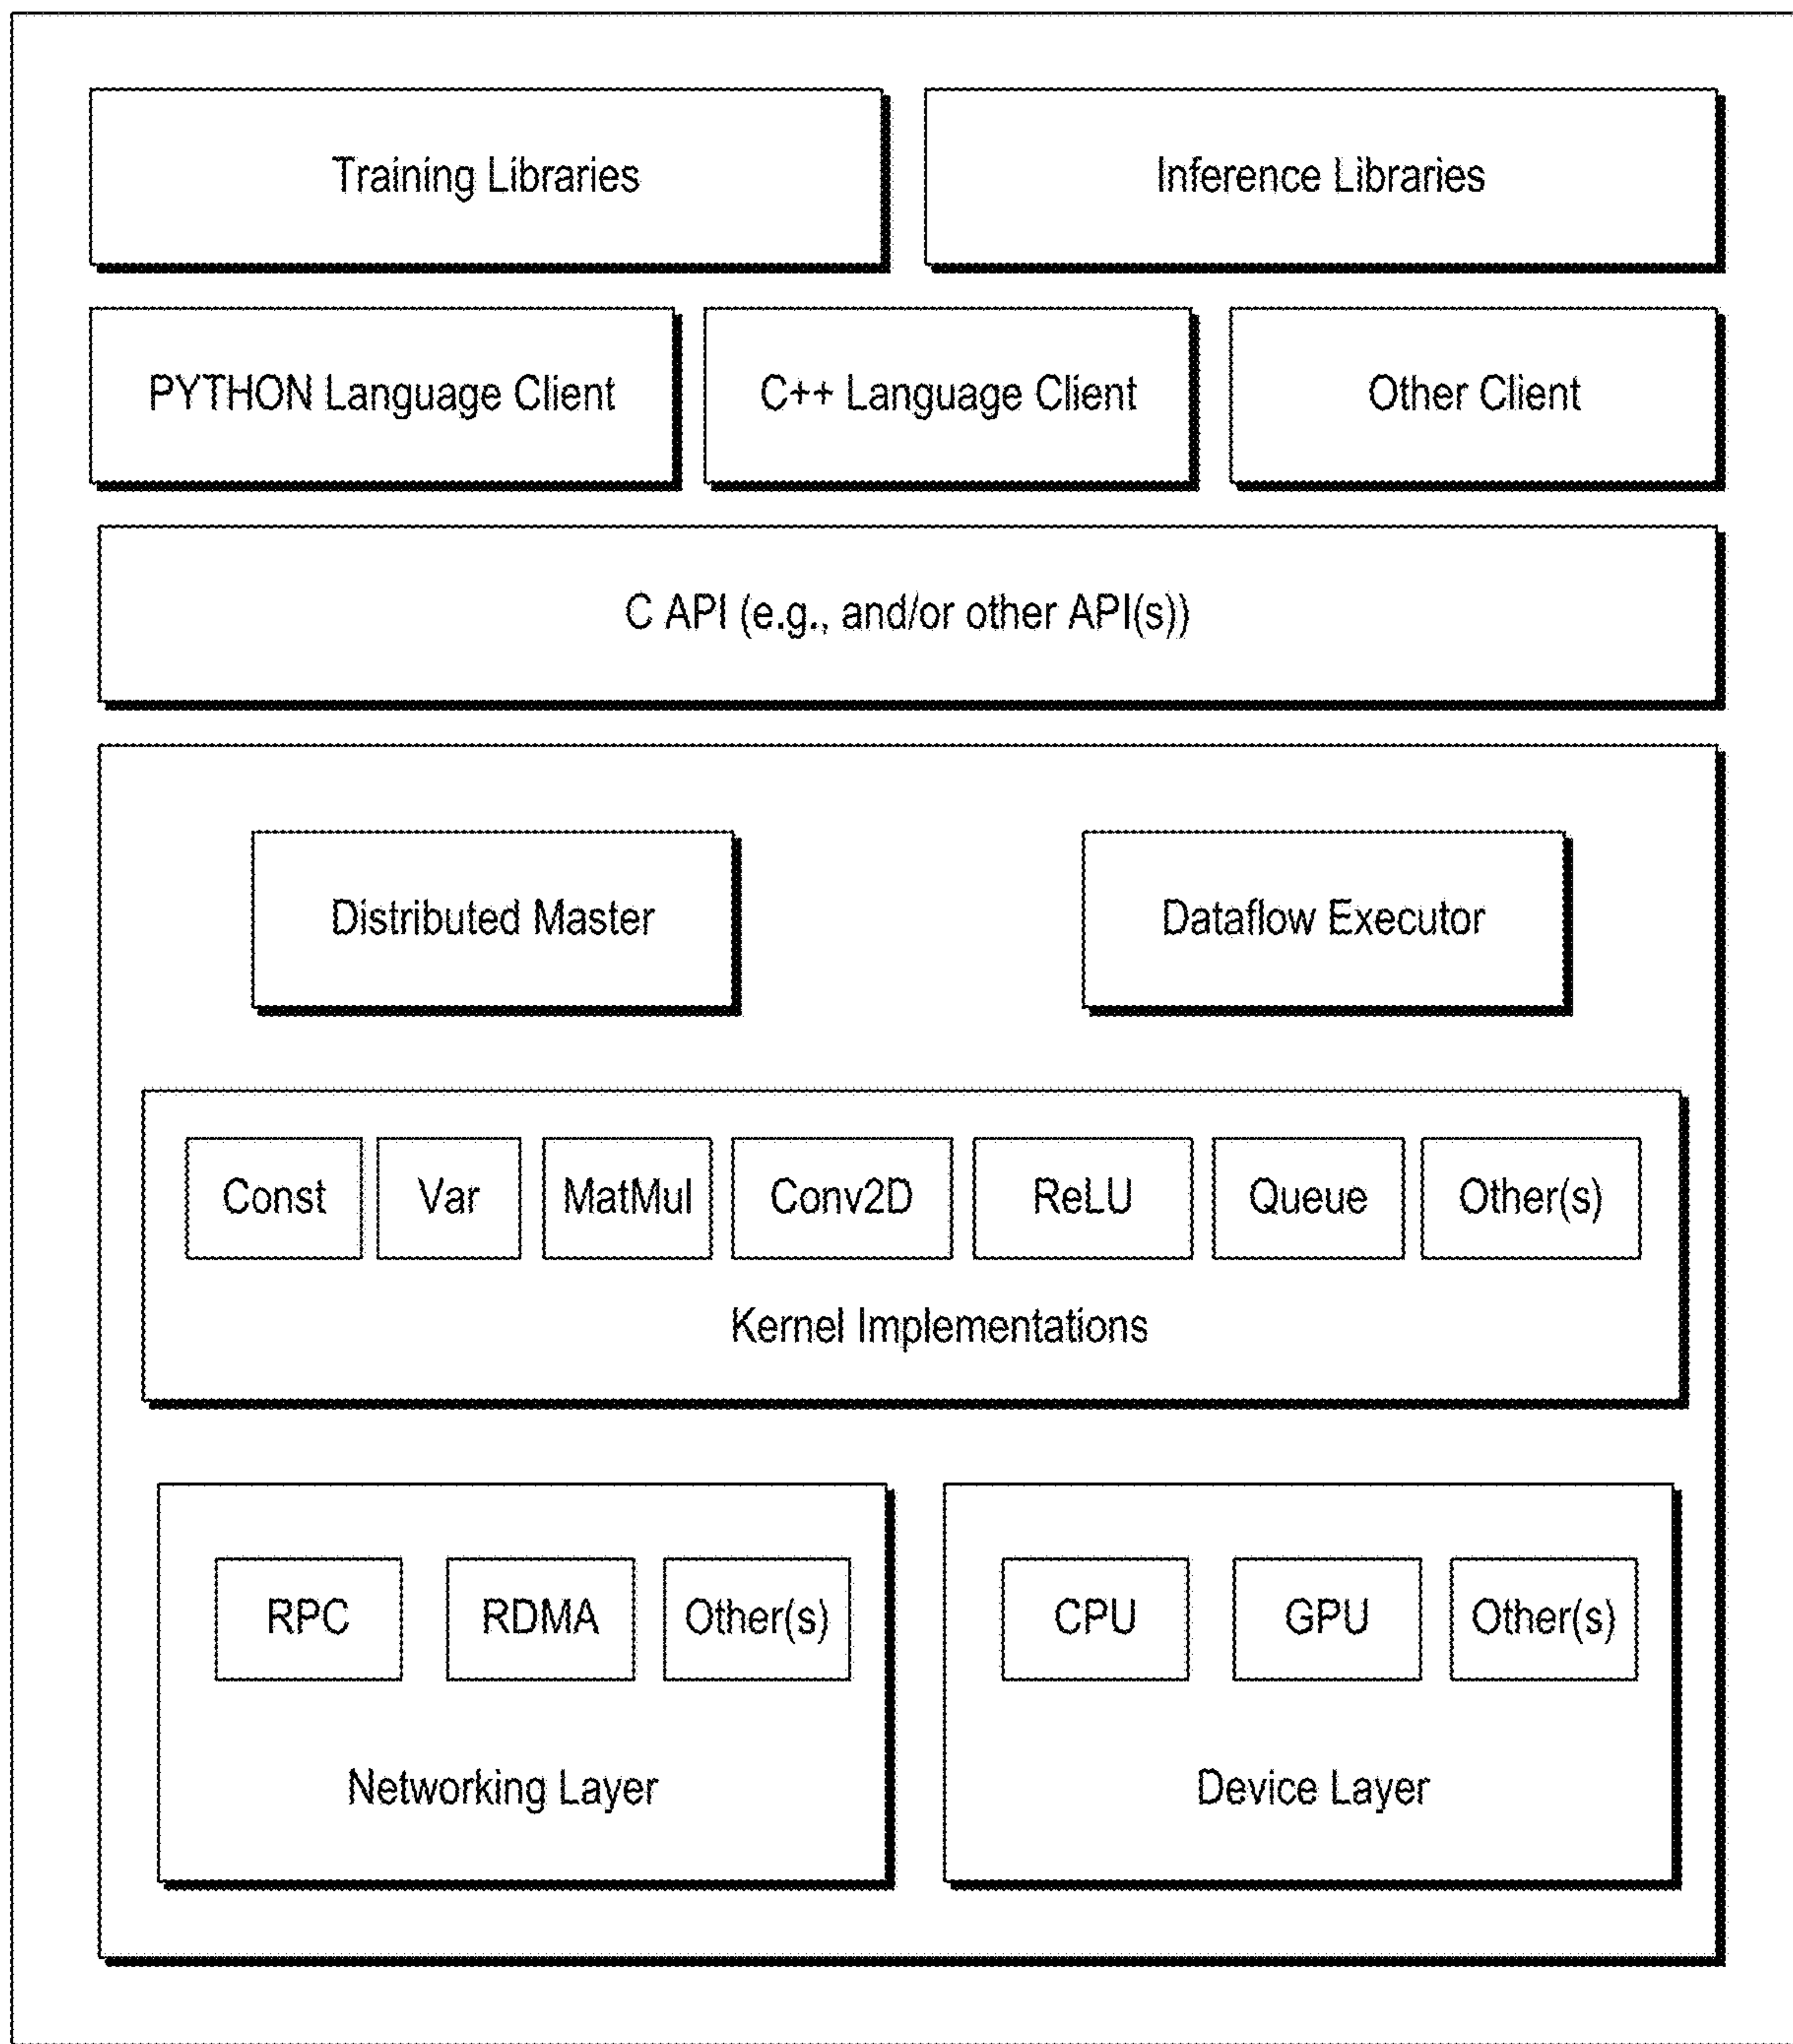 Training Libraries
Inference Libraries
PYTHON Language Client
C++ Language Client
Other Client
C API (e.g., and/or other API(s))
Distributed Master
Dataflow Executor
Const
Var
MatMul
Conv2D
ReLU
Queue
Other(s)
Kernel Implementations
RPC
RDMA
Other(s)
Networking Layer
CPU
GPU
Other(s)
Device Layer